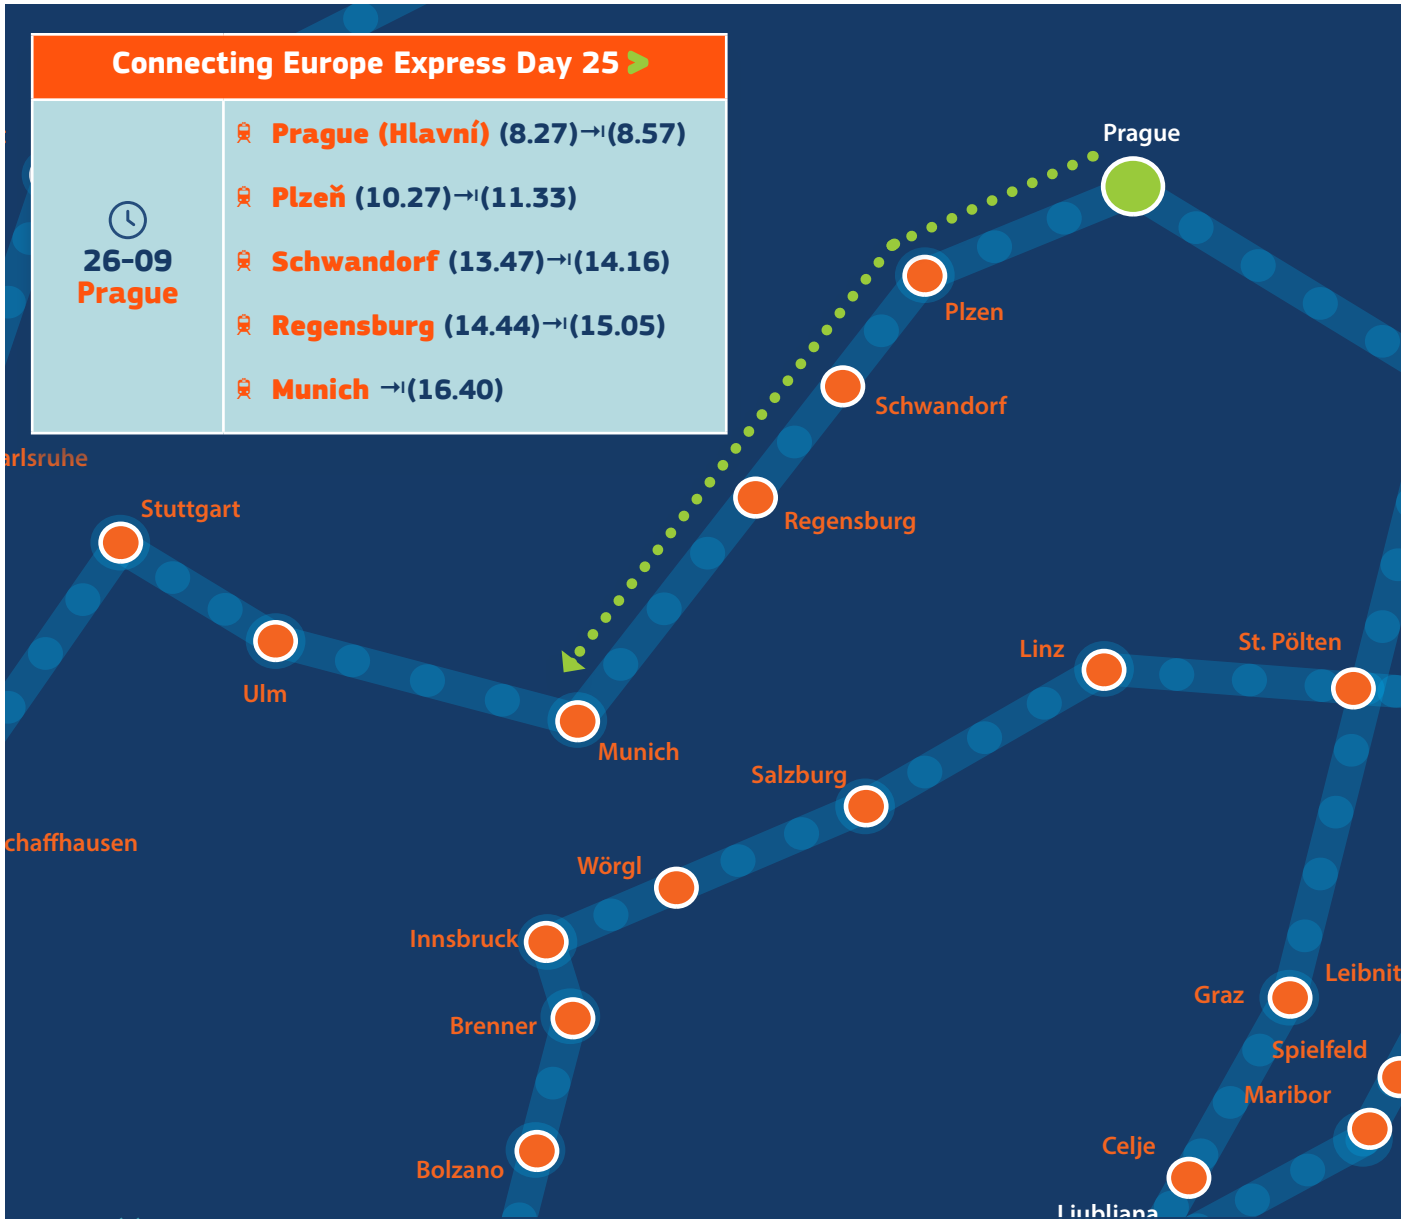 Connecting Europe Express Day 25 >
26-09
Prague
Prague (Hlavní) (8.27)→(8.57)
Plzeň (10.27)→(11.33)
Schwandorf (13.47)→(14.16)
Regensburg (14.44)→(15.05)
Munich →(16.40)
Prague
Plzen
Schwandorf
arlsruhe
Stuttgart
Regensburg
Linz
St. Pölten
Ulm
Munich
Salzburg
chaffhausen
Wörgl
Innsbruck
Leibnit
Graz
Brenner
Spielfeld
Maribor
Celje
Bolzano
Ljubljana